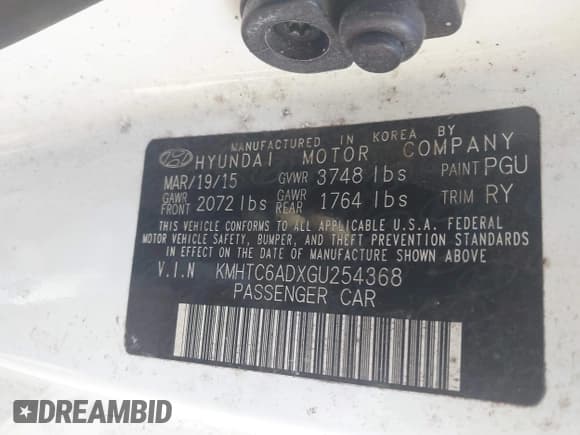 MANUFACTURED IN KOREA BY
HYUNDAI MOTOR COMPANY
MAR/19/15 GVWR 3748 lbs PAINT PGU
GAWR FRONT 2072 lbs GAWR REAR 1764 lbs TRIM RY
THIS VEHICLE CONFORMS TO ALL APPLICABLE U.S.A. FEDERAL
MOTOR VEHICLE SAFETY, BUMPER, AND THEFT PREVENTION STANDARDS
IN EFFECT ON THE DATE OF MANUFACTURE SHOWN ABOVE
V.I.N KMHTC6ADXGU254368
PASSENGER CAR
DREAMBID